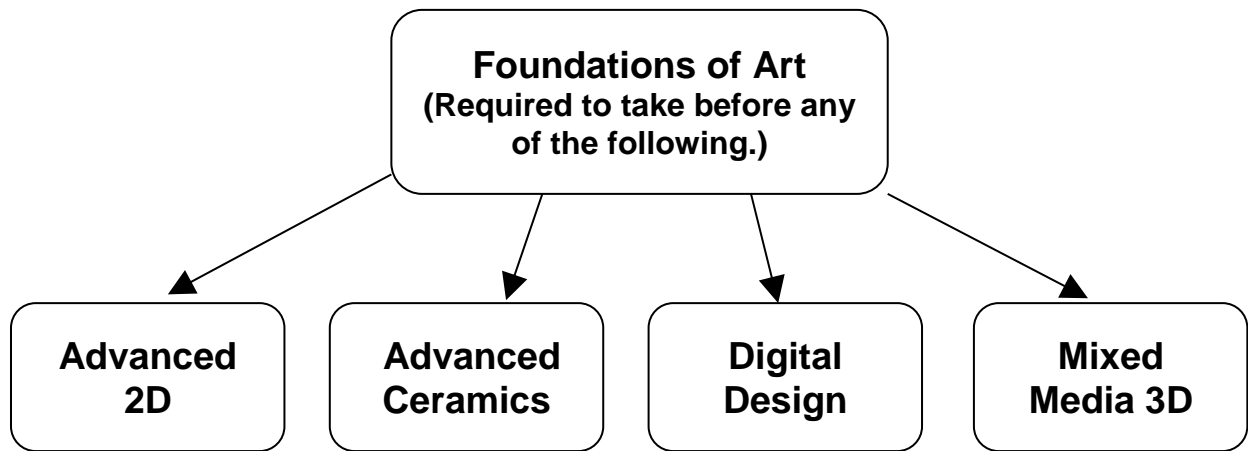 Foundations of Art
(Required to take before any
of the following.)
Advanced
2D
Advanced
Ceramics
Digital
Design
Mixed
Media 3D